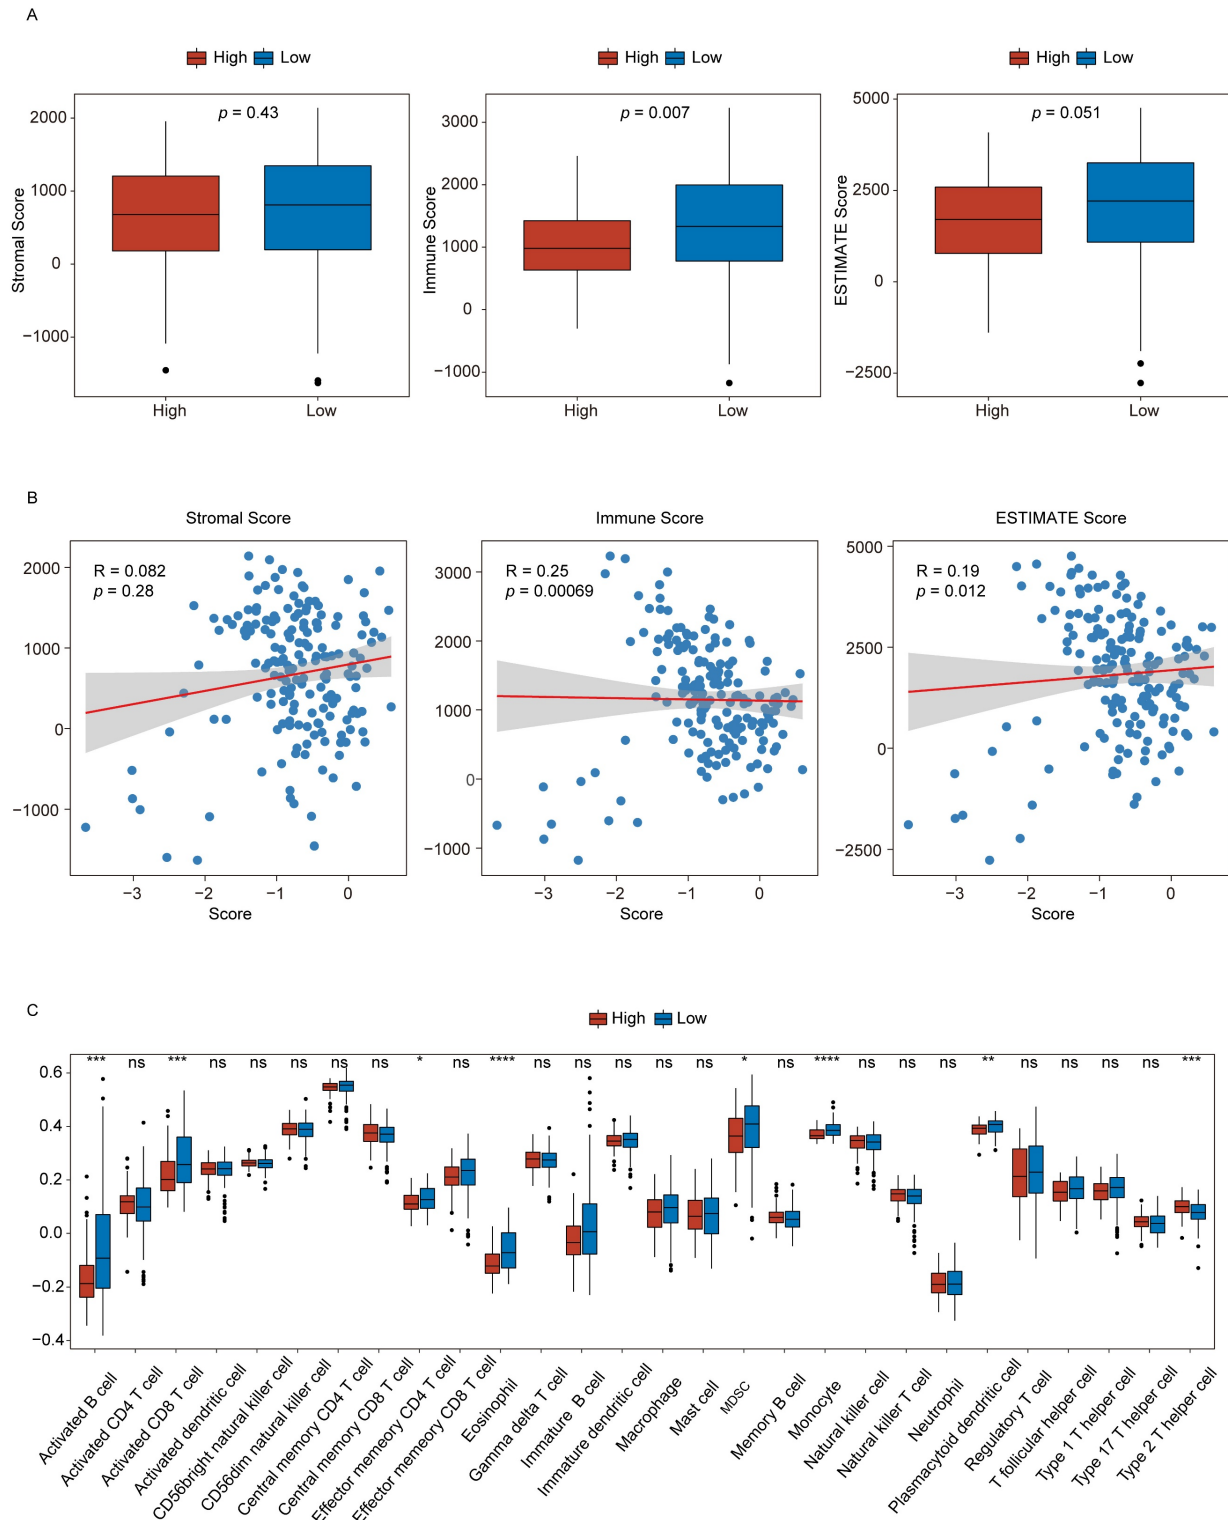 A
High Low
High Low
High Low
p = 0.43
p = 0.007
p = 0.051
Stromal Score
2000
1000
0
−1000
High Low
Immune Score
3000
2000
1000
0
−1000
High Low
ESTIMATE Score
5000
2500
0
−2500
High Low
B
Stromal Score
R = 0.082
p = 0.28
2000
1000
0
−1000
−3 −2 −1 0
Score
Immune Score
R = 0.25
p = 0.00069
3000
2000
1000
0
−1000
−3 −2 −1 0
Score
ESTIMATE Score
R = 0.19
p = 0.012
5000
2500
0
−2500
−3 −2 −1 0
Score
C
High Low
*** ns *** ns ns ns ns ns * ns **** ns ns ns ns ns * ns **** ns ns ns ** ns ns ns ns ***
0.6
0.4
0.2
0.0
−0.2
−0.4
Activated B cell
Activated CD4 T cell
Activated CD8 T cell
Activated dendritic cell
CD56bright natural killer cell
CD56dim natural killer cell
Central memory CD4 T cell
Central memory CD8 T cell
Effector memory CD4 T cell
Effector memory CD8 T cell
Eosinophil
Gamma delta T cell
Immature B cell
Immature dendritic cell
Macrophage
Mast cell
MDSC
Memory B cell
Monocyte
Natural killer cell
Natural killer T cell
Neutrophil
Plasmacytoid dendritic cell
Regulatory T cell
T follicular helper cell
Type 1 T helper cell
Type 17 T helper cell
Type 2 T helper cell